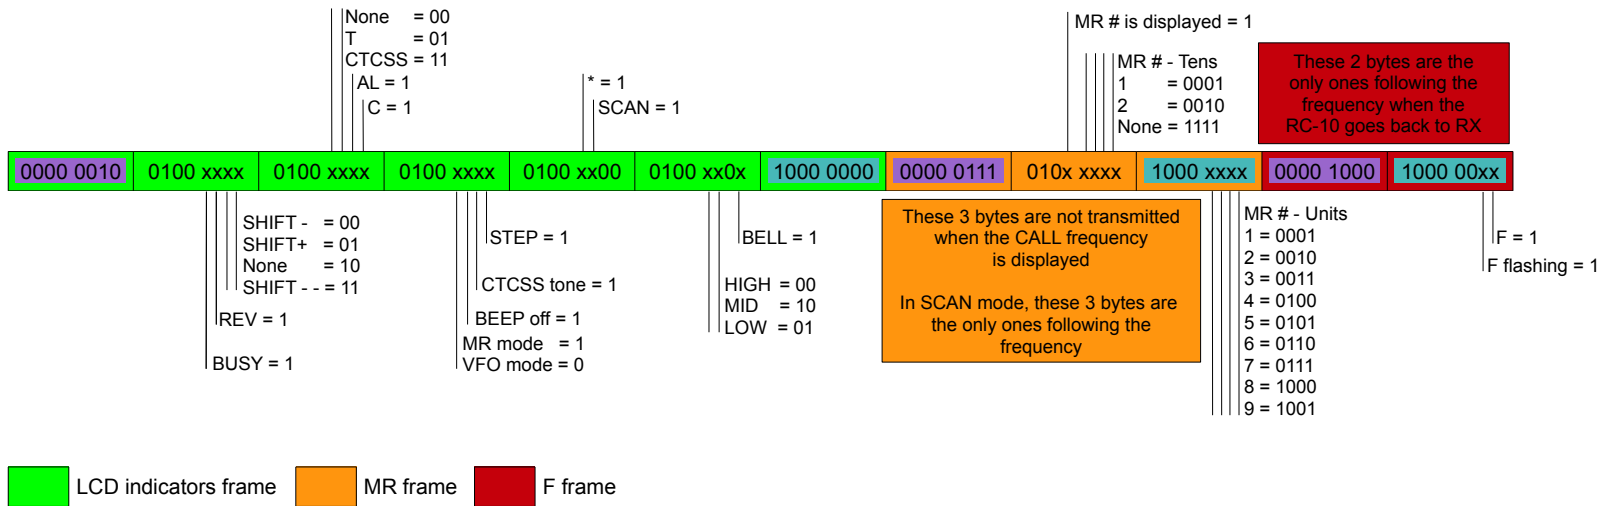 None = 00
T = 01
CTCSS = 11
AL = 1
C = 1
* = 1
SCAN = 1
MR # is displayed = 1
MR # - Tens
1 = 0001
2 = 0010
None = 1111
These 2 bytes are the
only ones following the
frequency when the
RC-10 goes back to RX
0000 0010
0100 xxxx
0100 xxxx
0100 xxxx
0100 xx00
0100 xx0x
1000 0000
0000 0111
010x xxxx
1000 xxxx
0000 1000
1000 00xx
SHIFT - = 00
SHIFT+ = 01
None = 10
SHIFT - - = 11
REV = 1
BUSY = 1
STEP = 1
CTCSS tone = 1
BEEP off = 1
MR mode = 1
VFO mode = 0
BELL = 1
HIGH = 00
MID = 10
LOW = 01
These 3 bytes are not transmitted
when the CALL frequency
is displayed
In SCAN mode, these 3 bytes are
the only ones following the
frequency
MR # - Units
1 = 0001
2 = 0010
3 = 0011
4 = 0100
5 = 0101
6 = 0110
7 = 0111
8 = 1000
9 = 1001
F = 1
F flashing = 1
LCD indicators frame
MR frame
F frame